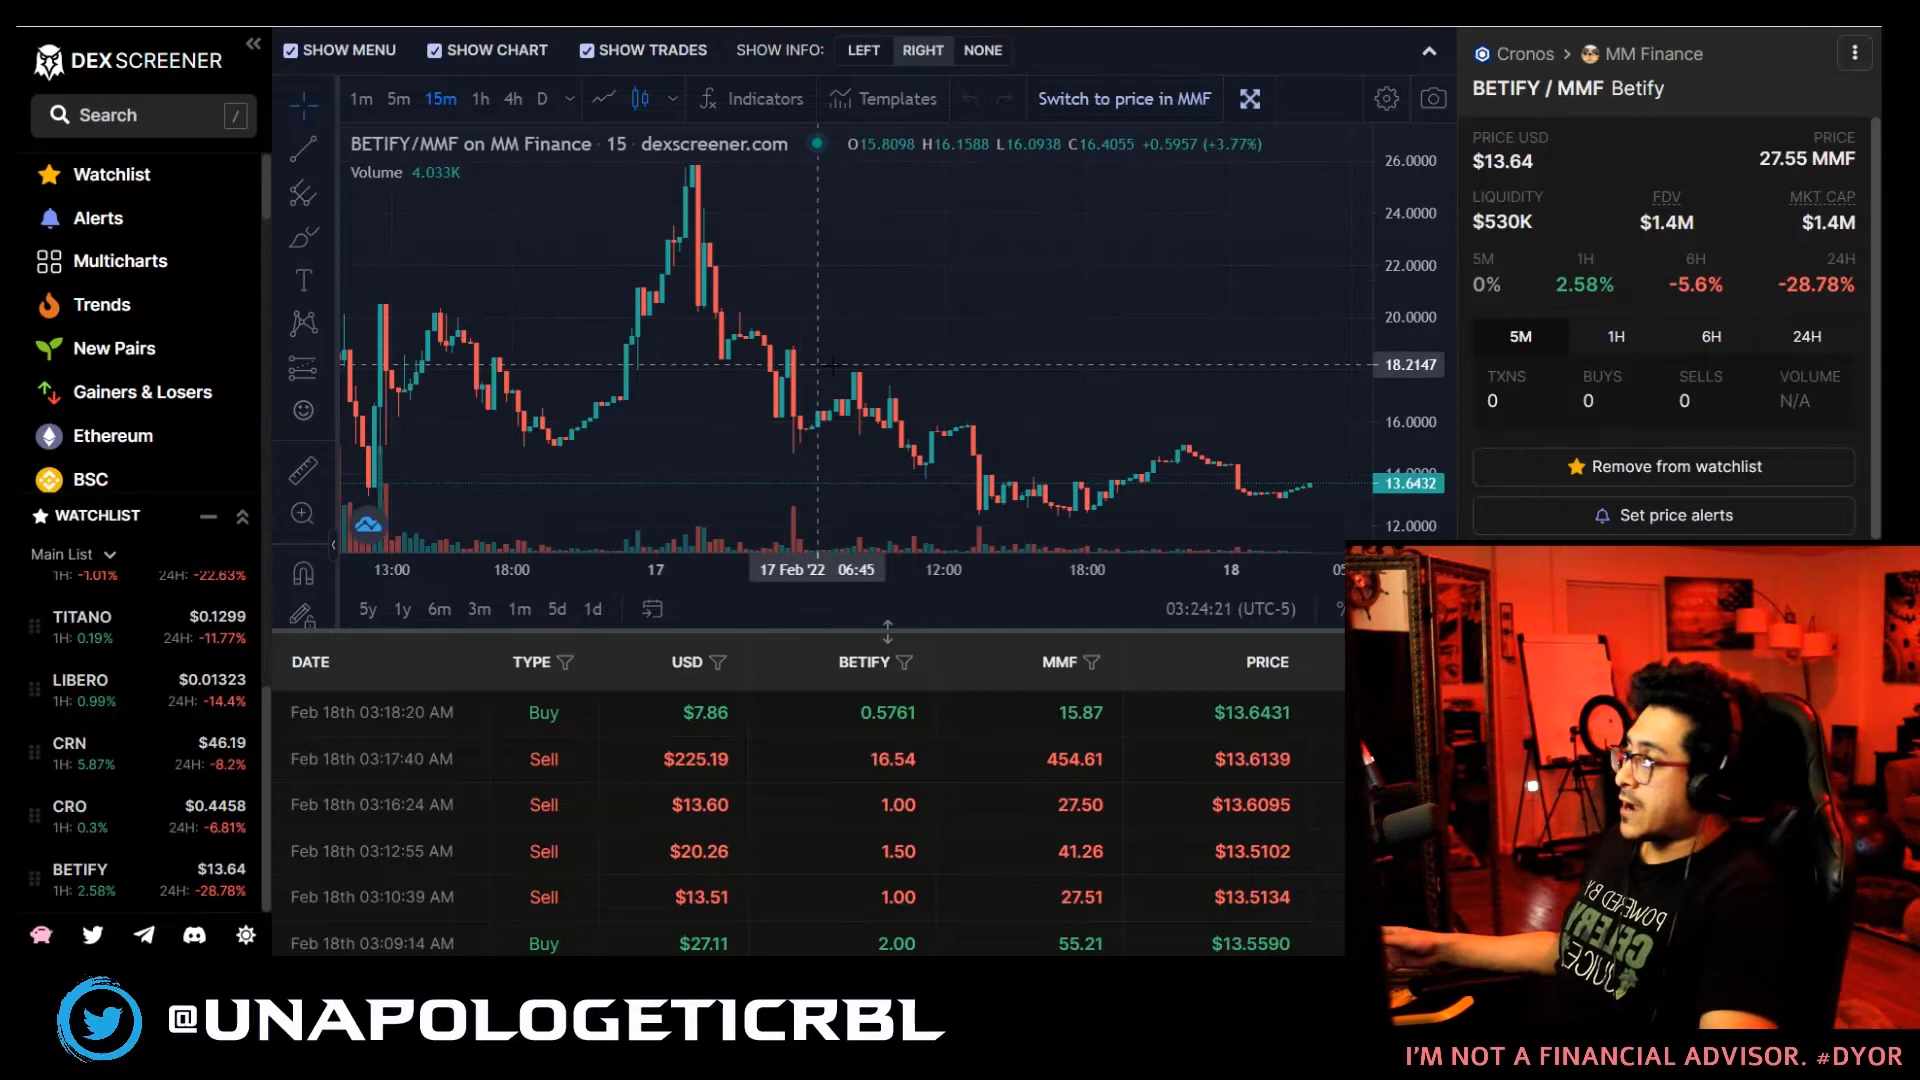 DEX SCREENER
Search /
Watchlist
Alerts
Multicharts
Trends
New Pairs
Gainers & Losers
Ethereum
BSC
WATCHLIST
Main List
1H: -1.01% 24H: -22.63%
TITANO $0.1299
1H: 0.19% 24H: -11.77%
LIBERO $0.01323
1H: 0.99% 24H: -14.4%
CRN $46.19
1H: 5.87% 24H: -8.2%
CRO $0.4458
1H: 0.3% 24H: -6.81%
BETIFY $13.64
1H: 2.58% 24H: -28.78%
SHOW MENU SHOW CHART SHOW TRADES SHOW INFO: LEFT RIGHT NONE
1m 5m 15m 1h 4h D Indicators Templates Switch to price in MMF
BETIFY/MMF on MM Finance · 15 · dexscreener.com O15.8098 H16.1588 L16.0938 C16.4055 +0.5957 (+3.77%)
Volume 4.033K
26.0000
24.0000
22.0000
20.0000
18.2147
16.0000
14.0000
13.6432
12.0000
13:00 18:00 17 17 Feb '22 06:45 12:00 18:00 18
5y 1y 6m 3m 1m 5d 1d 03:24:21 (UTC-5) %
DATE TYPE USD BETIFY MMF PRICE
Feb 18th 03:18:20 AM Buy $7.86 0.5761 15.87 $13.6431
Feb 18th 03:17:40 AM Sell $225.19 16.54 454.61 $13.6139
Feb 18th 03:16:24 AM Sell $13.60 1.00 27.50 $13.6095
Feb 18th 03:12:55 AM Sell $20.26 1.50 41.26 $13.5102
Feb 18th 03:10:39 AM Sell $13.51 1.00 27.51 $13.5134
Feb 18th 03:09:14 AM Buy $27.11 2.00 55.21 $13.5590
Cronos > MM Finance
BETIFY / MMF Betify
PRICE USD PRICE
$13.64 27.55 MMF
LIQUIDITY FDV MKT CAP
$530K $1.4M $1.4M
5M 1H 6H 24H
0% 2.58% -5.6% -28.78%
5M 1H 6H 24H
TXNS BUYS SELLS VOLUME
0 0 0 N/A
Remove from watchlist
Set price alerts
POWERED BY
CELERY
JUICE
@UNAPOLOGETICRBL
I'M NOT A FINANCIAL ADVISOR. #DYOR